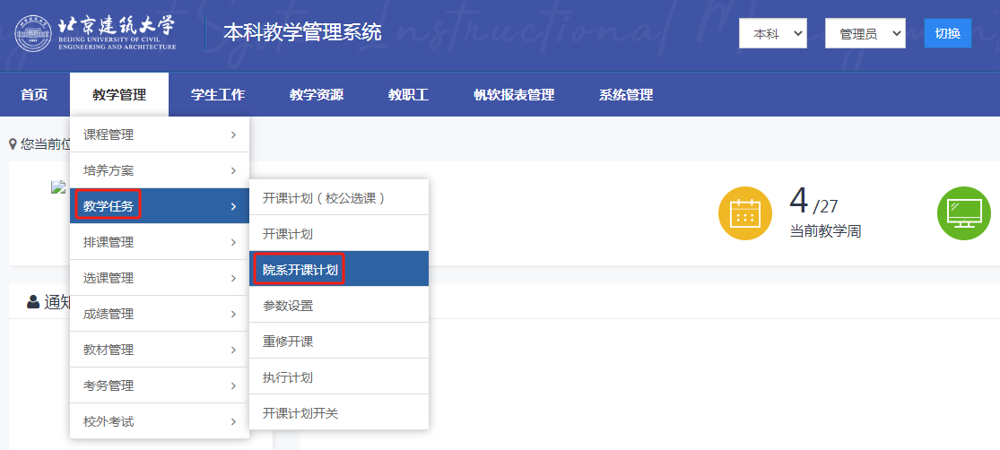 北京建筑大学
BEIJING UNIVERSITY OF CIVIL
ENGINEERING AND ARCHITECTURE
本科教学管理系统
本科
管理员
切换
首页
教学管理
学生工作
教学资源
教职工
帆软报表管理
系统管理
您当前位
课程管理
培养方案
教学任务
排课管理
选课管理
成绩管理
教材管理
考务管理
校外考试
开课计划（校公选课）
开课计划
院系开课计划
参数设置
重修开课
执行计划
开课计划开关
4 /27
当前教学周
通知